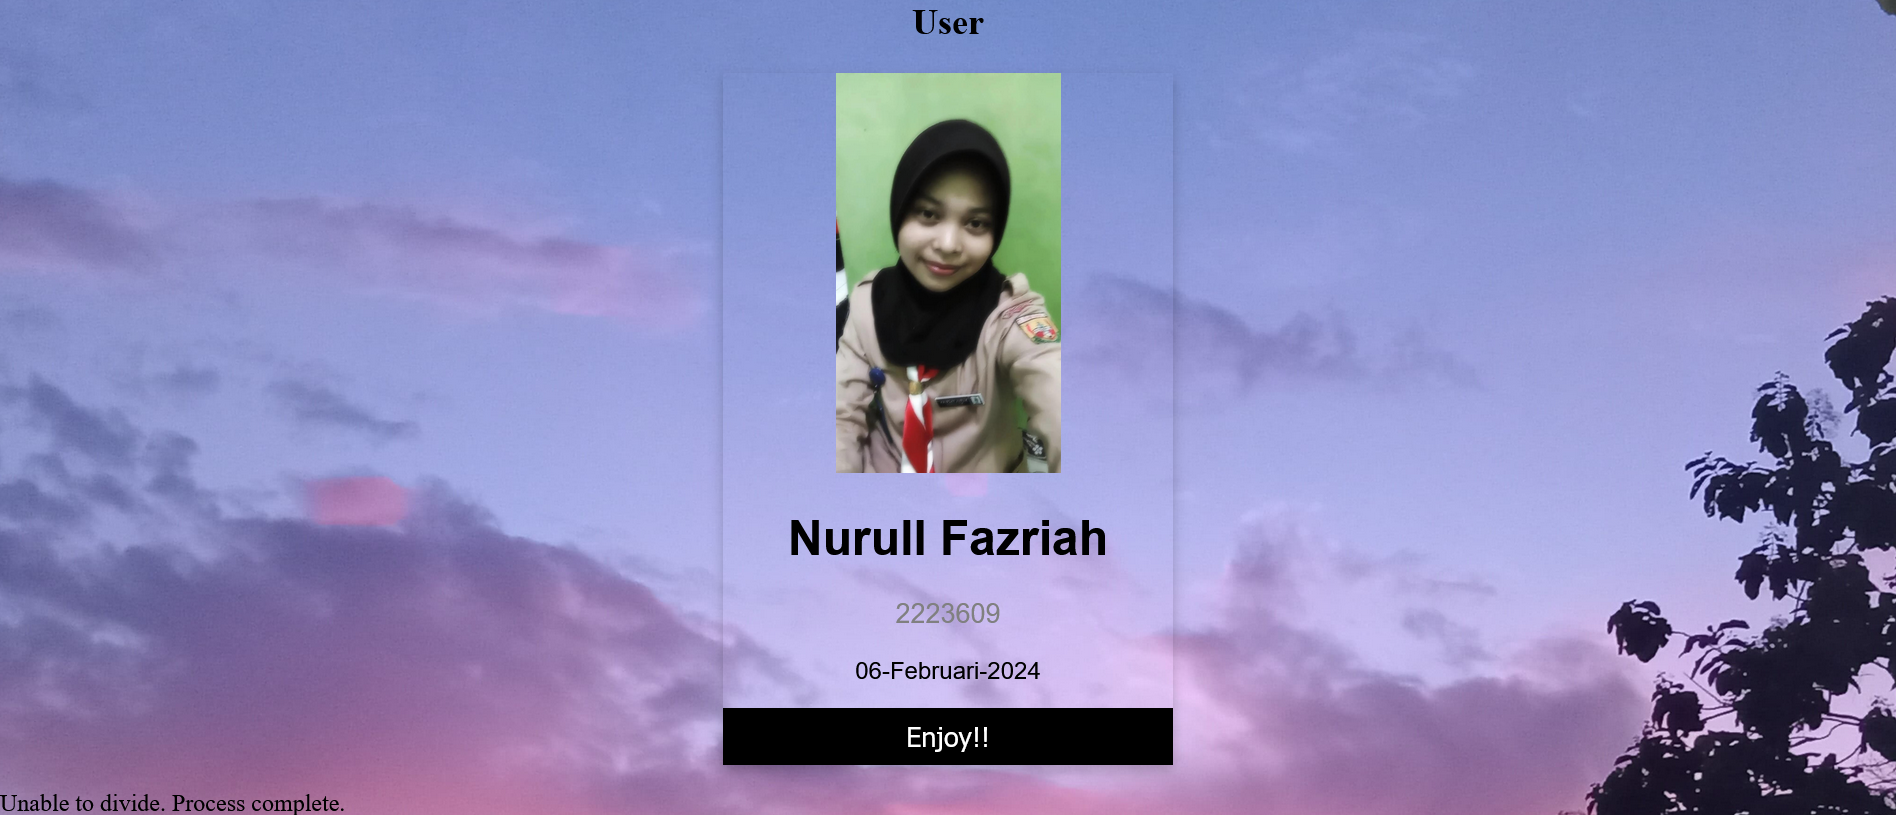 User
Nurull Fazriah
2223609
06-Februari-2024
Enjoy!!
Unable to divide. Process complete.